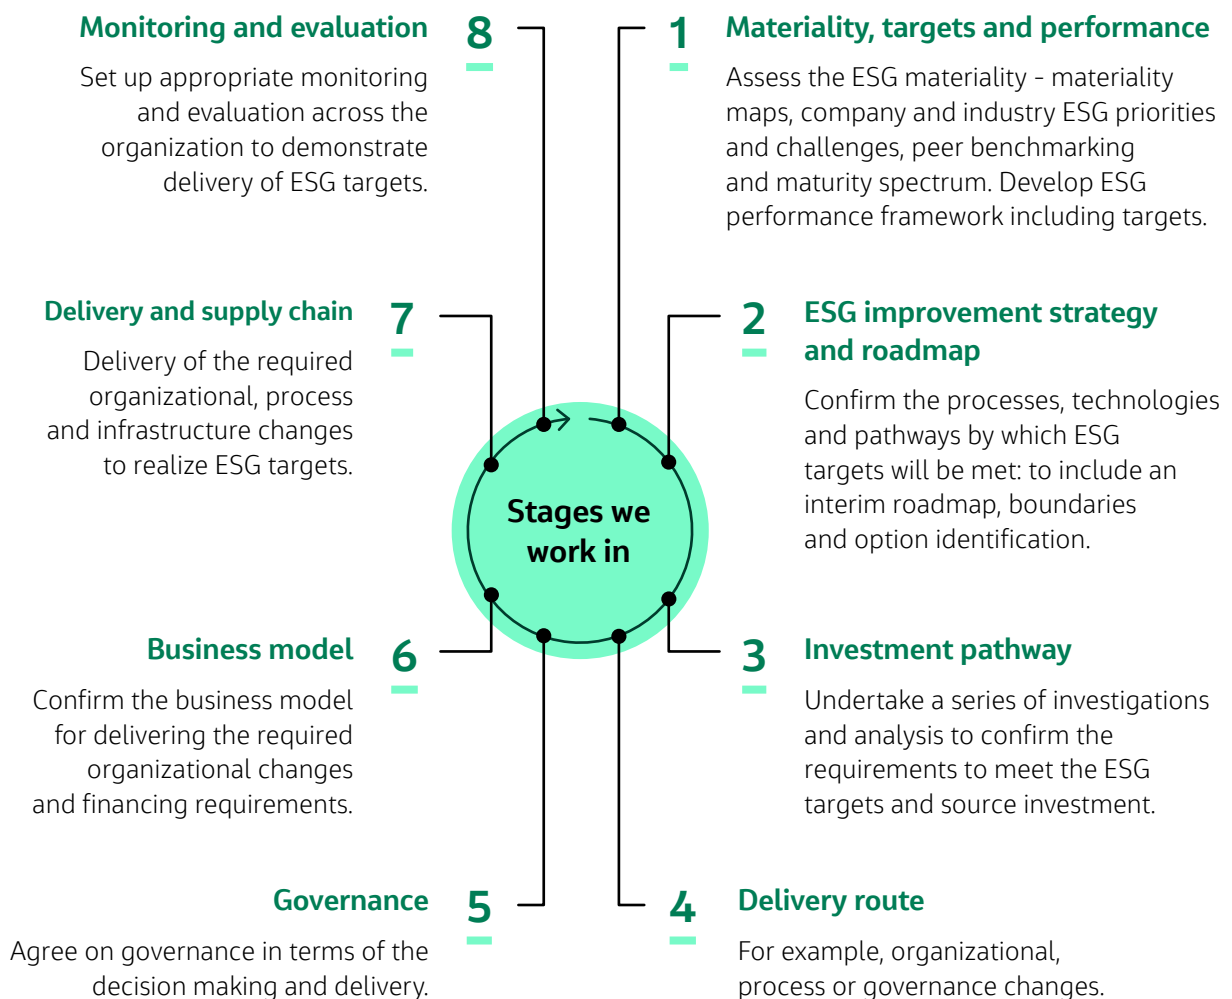 1
Materiality, targets and performance
Assess the ESG materiality - materiality
maps, company and industry ESG priorities
and challenges, peer benchmarking
and maturity spectrum. Develop ESG
performance framework including targets.
2
ESG improvement strategy
and roadmap
Confirm the processes, technologies
and pathways by which ESG
targets will be met: to include an
interim roadmap, boundaries
and option identification.
3
Investment pathway
Undertake a series of investigations
and analysis to confirm the
requirements to meet the ESG
targets and source investment.
4
Delivery route
For example, organizational,
process or governance changes.
5
Governance
Agree on governance in terms of the
decision making and delivery.
6
Business model
Confirm the business model
for delivering the required
organizational changes
and financing requirements.
7
Delivery and supply chain
Delivery of the required
organizational, process
and infrastructure changes
to realize ESG targets.
8
Monitoring and evaluation
Set up appropriate monitoring
and evaluation across the
organization to demonstrate
delivery of ESG targets.
Stages we
work in